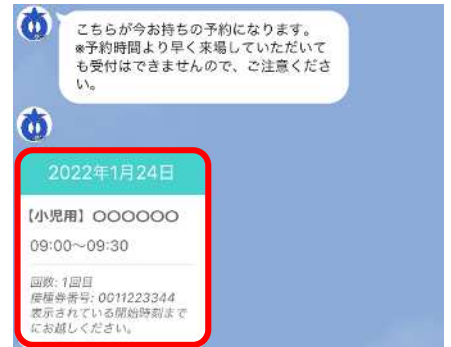 こちらが今お持ちの予約になります。
※予約時間より早く来場していただいて
も受付はできませんので、ご注意くださ
い。
2022年1月24日
【小児用】〇〇〇〇〇〇
09:00~09:30
回数: 1回目
接種券番号: 0011223344
表示されている開始時刻まで
にお越しください。